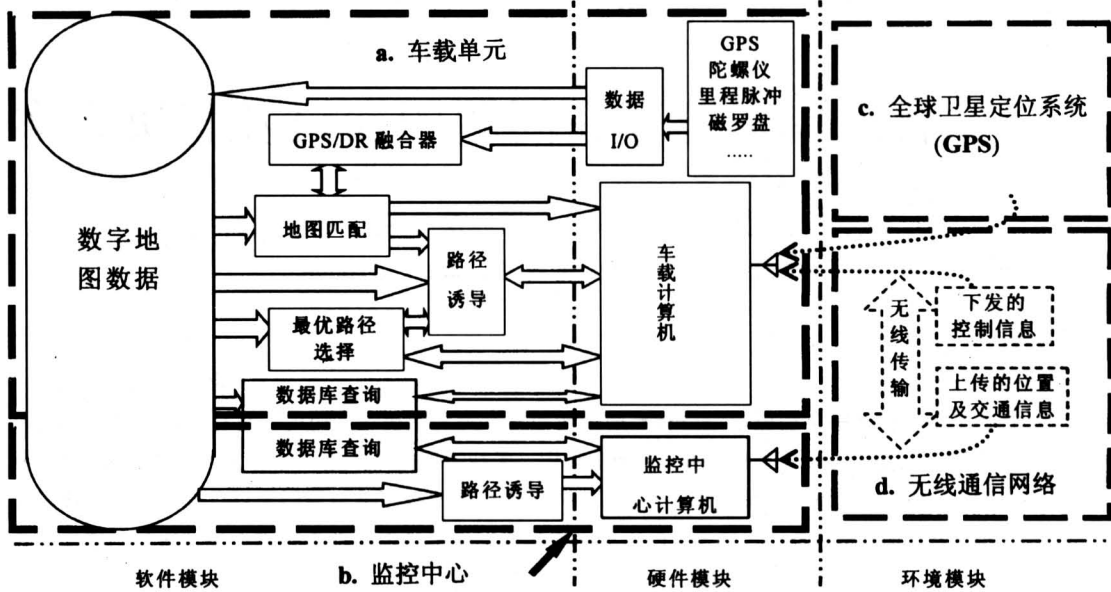 a. 车载单元
GPS
陀螺仪
里程脉冲
磁罗盘
.....
数据
I/O
GPS/DR 融合器
地图匹配
数字地
图数据
路径
诱导
最优路径
选择
数据库查询
车载计算机
c. 全球卫星定位系统
(GPS)
无线传输
下发的
控制信息
上传的位置
及交通信息
d. 无线通信网络
数据库查询
路径诱导
监控中
心计算机
b. 监控中心
软件模块
硬件模块
环境模块